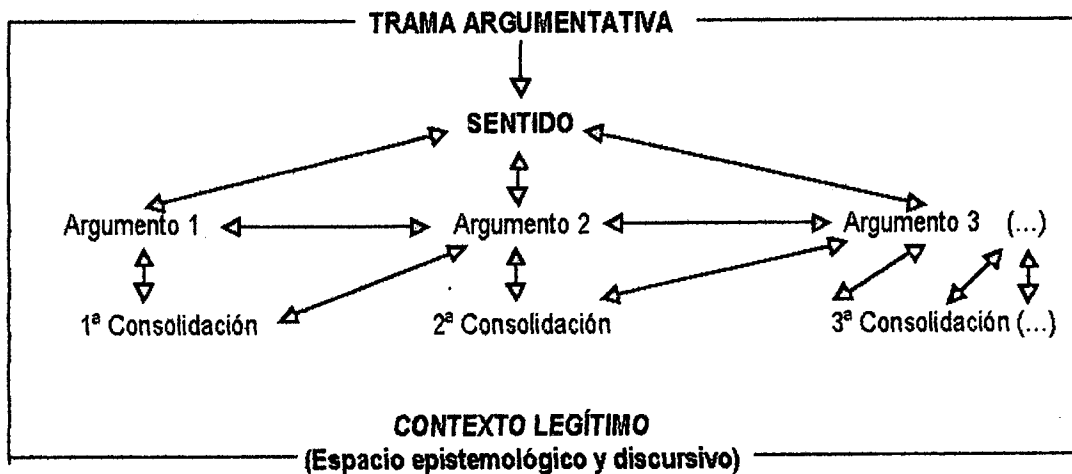 TRAMA ARGUMENTATIVA
SENTIDO
Argumento 1 Argumento 2 Argumento 3 (...)
1ª Consolidación 2ª Consolidación 3ª Consolidación (...)
CONTEXTO LEGÍTIMO
(Espacio epistemológico y discursivo)